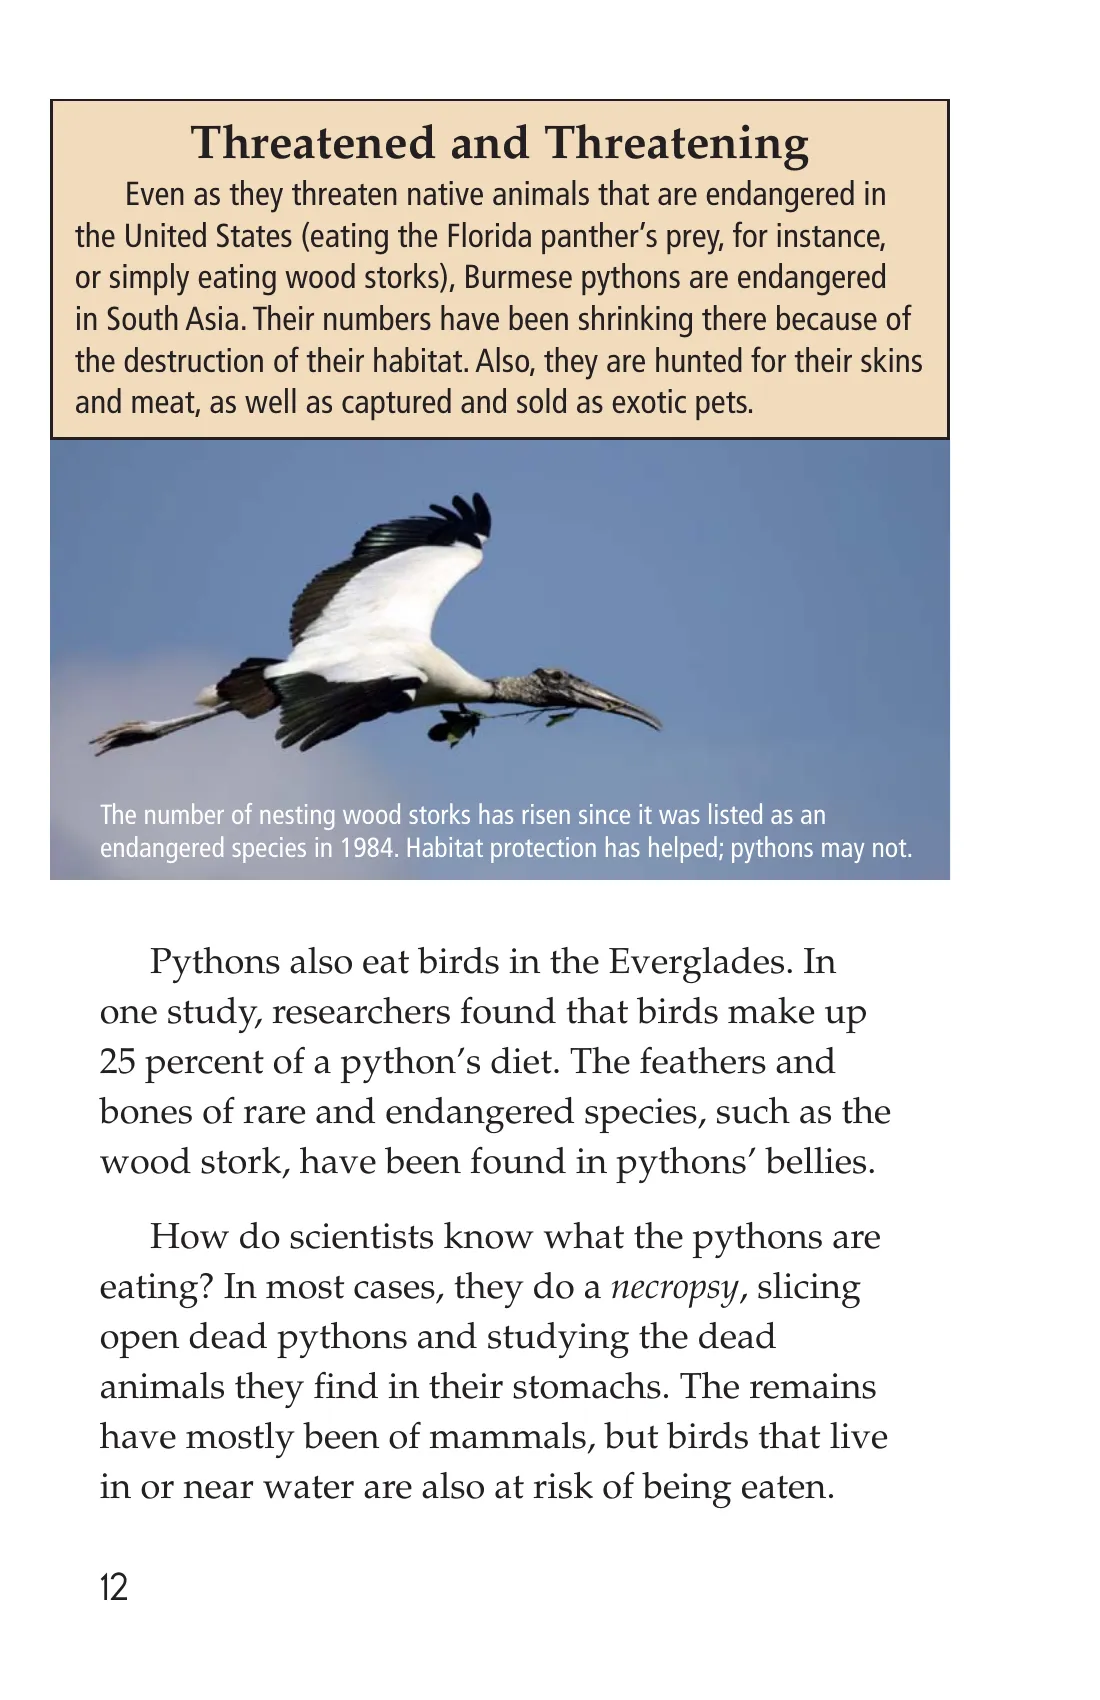 Threatened and Threatening
Even as they threaten native animals that are endangered in
the United States (eating the Florida panther’s prey, for instance,
or simply eating wood storks), Burmese pythons are endangered
in South Asia. Their numbers have been shrinking there because of
the destruction of their habitat. Also, they are hunted for their skins
and meat, as well as captured and sold as exotic pets.
The number of nesting wood storks has risen since it was listed as an
endangered species in 1984. Habitat protection has helped; pythons may not.
Pythons also eat birds in the Everglades. In
one study, researchers found that birds make up
25 percent of a python’s diet. The feathers and
bones of rare and endangered species, such as the
wood stork, have been found in pythons’ bellies.
How do scientists know what the pythons are
eating? In most cases, they do a necropsy, slicing
open dead pythons and studying the dead
animals they find in their stomachs. The remains
have mostly been of mammals, but birds that live
in or near water are also at risk of being eaten.
12